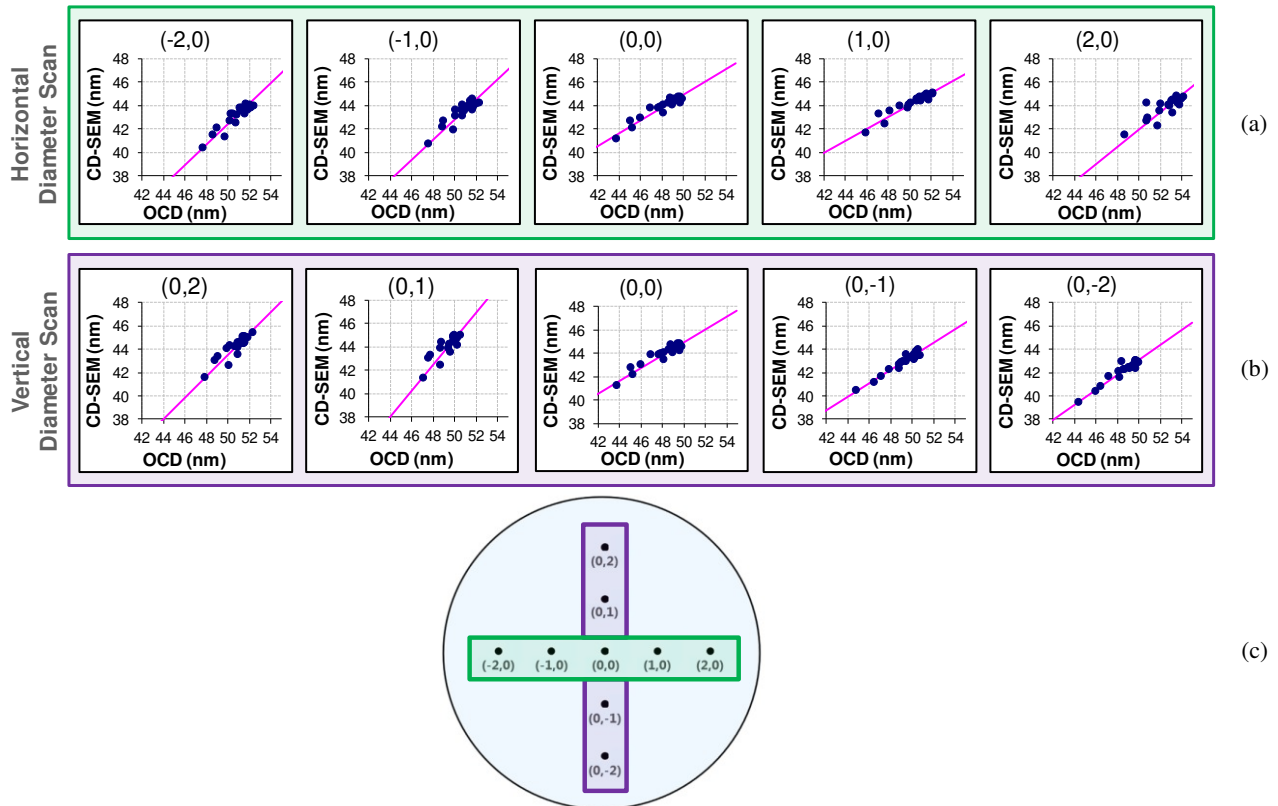 Horizontal
Diameter Scan
(-2,0)
CD-SEM (nm)
48
46
44
42
40
38
42 44 46 48 50 52 54
OCD (nm)
(-1,0)
CD-SEM (nm)
48
46
44
42
40
38
42 44 46 48 50 52 54
OCD (nm)
(0,0)
CD-SEM (nm)
48
46
44
42
40
38
42 44 46 48 50 52 54
OCD (nm)
(1,0)
CD-SEM (nm)
48
46
44
42
40
38
42 44 46 48 50 52 54
OCD (nm)
(2,0)
CD-SEM (nm)
48
46
44
42
40
38
42 44 46 48 50 52 54
OCD (nm)
(a)
Vertical
Diameter Scan
(0,2)
CD-SEM (nm)
48
46
44
42
40
38
42 44 46 48 50 52 54
OCD (nm)
(0,1)
CD-SEM (nm)
48
46
44
42
40
38
42 44 46 48 50 52 54
OCD (nm)
(0,0)
CD-SEM (nm)
48
46
44
42
40
38
42 44 46 48 50 52 54
OCD (nm)
(0,-1)
CD-SEM (nm)
48
46
44
42
40
38
42 44 46 48 50 52 54
OCD (nm)
(0,-2)
CD-SEM (nm)
48
46
44
42
40
38
42 44 46 48 50 52 54
OCD (nm)
(b)
(0,2)
(0,1)
(-2,0) (-1,0) (0,0) (1,0) (2,0)
(0,-1)
(0,-2)
(c)